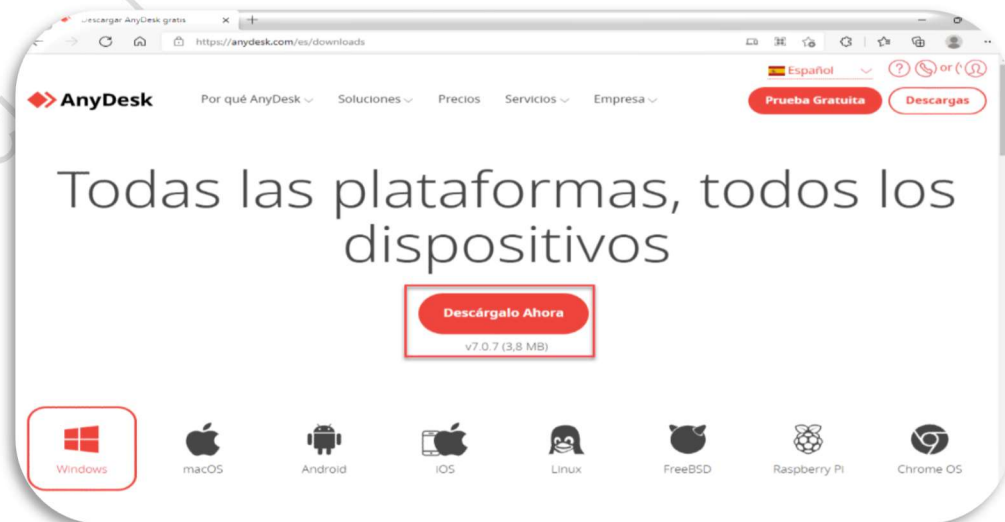 Descargar AnyDesk gratis
https://anydesk.com/es/downloads
Español
or
AnyDesk
Por qué AnyDesk
Soluciones
Precios
Servicios
Empresa
Prueba Gratuita
Descargas
Todas las plataformas, todos los
dispositivos
Descárgalo Ahora
v7.0.7 (3,8 MB)
Windows
macOS
Android
iOS
Linux
FreeBSD
Raspberry Pi
Chrome OS